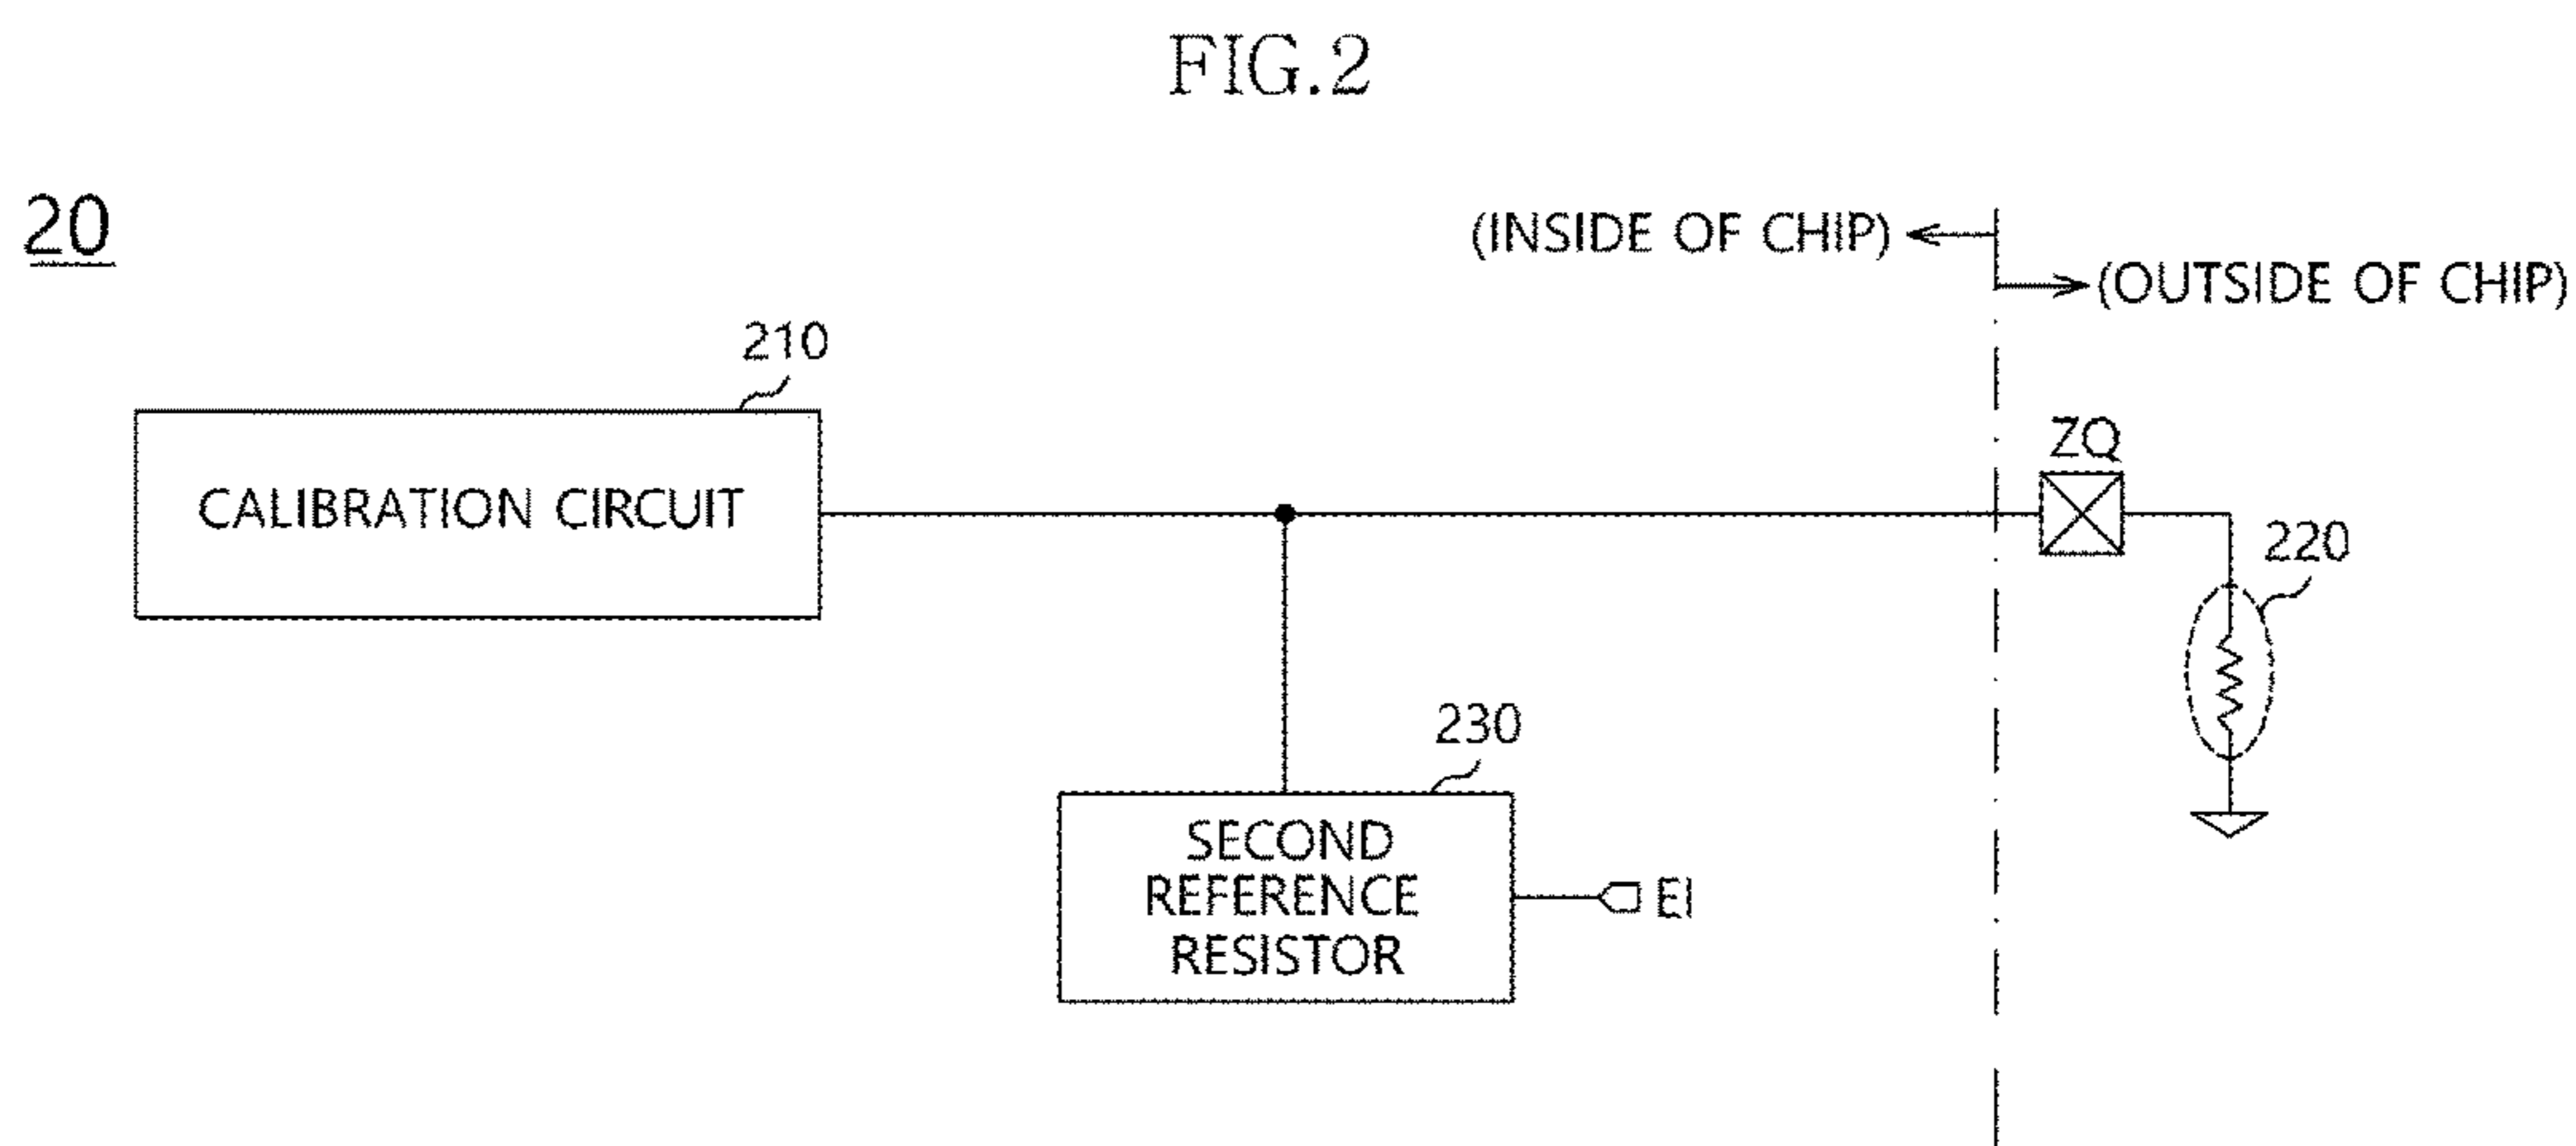 FIG.2
20
(INSIDE OF CHIP)
(OUTSIDE OF CHIP)
210
CALIBRATION CIRCUIT
ZQ
220
230
SECOND
REFERENCE
RESISTOR
EI